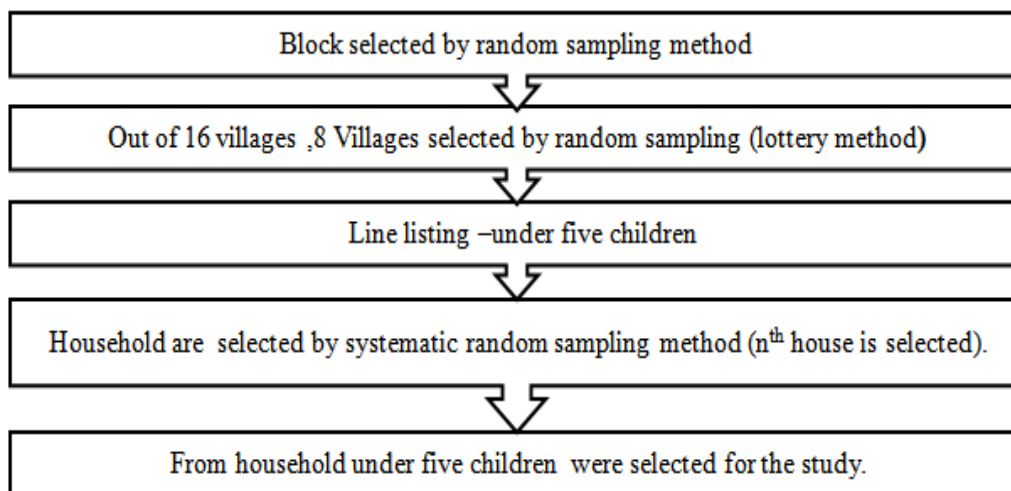 Block selected by random sampling method
Out of 16 villages ,8 Villages selected by random sampling (lottery method)
Line listing –under five children
Household are selected by systematic random sampling method (nth house is selected).
From household under five children were selected for the study.